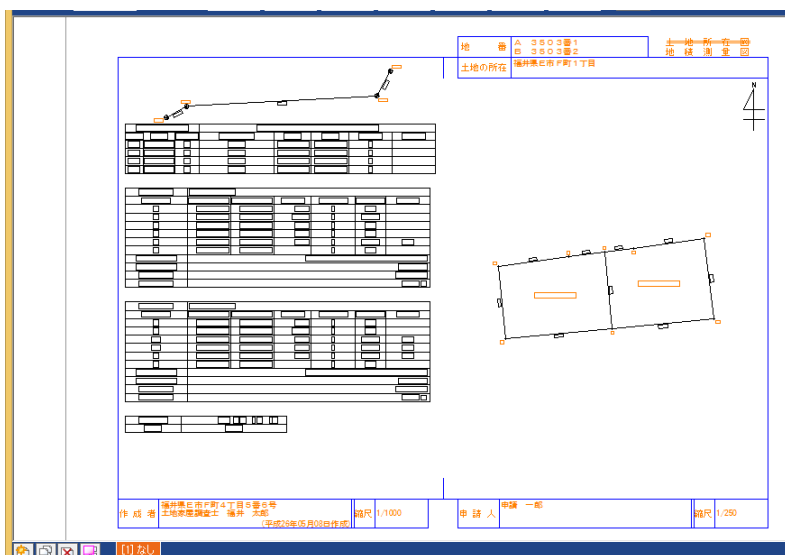 地番 A 3603番1
B 3603番2
土地所在図
地積測量図
土地の所在 福井県E市F町1丁目
N
作成者 福井県E市F町4丁目5番6号
土地家屋調査士 福井 太郎
(平成26年05月08日作成)
縮尺 1/1000
申請人 申請 一郎
縮尺 1/250
[1]なし